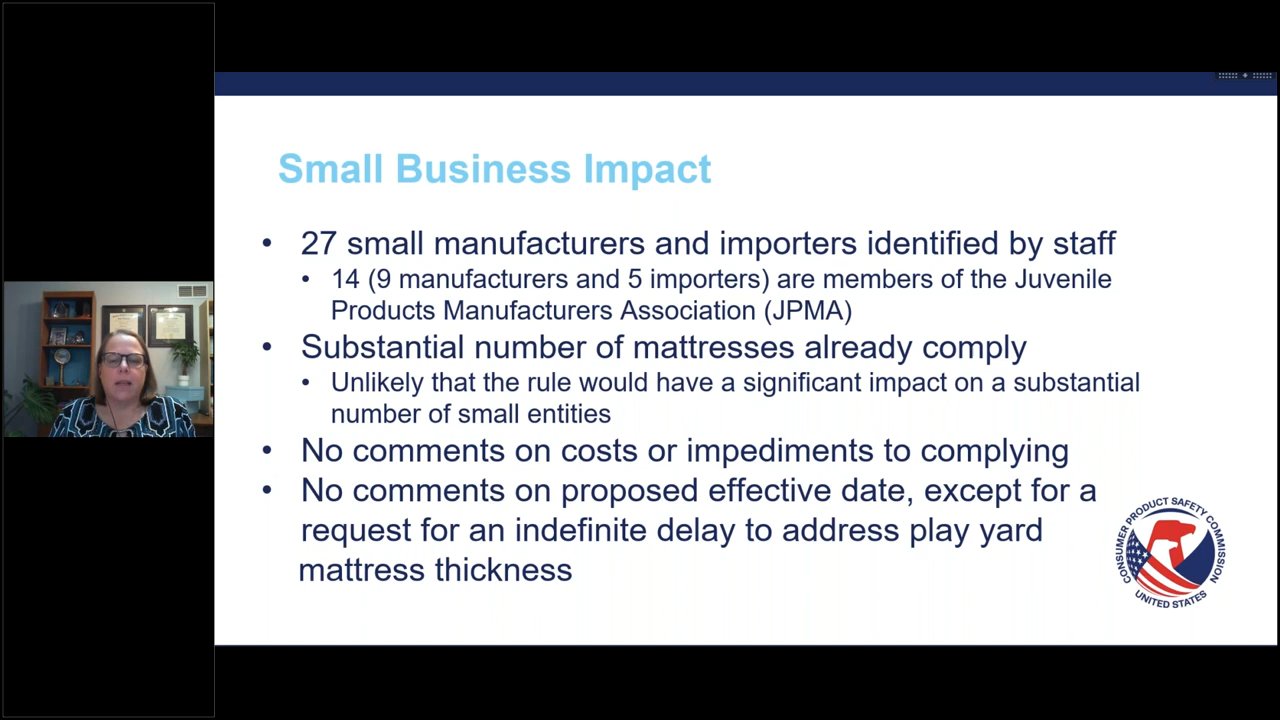 Small Business Impact
• 27 small manufacturers and importers identified by staff
• 14 (9 manufacturers and 5 importers) are members of the Juvenile
Products Manufacturers Association (JPMA)
• Substantial number of mattresses already comply
• Unlikely that the rule would have a significant impact on a substantial
number of small entities
• No comments on costs or impediments to complying
• No comments on proposed effective date, except for a
request for an indefinite delay to address play yard
mattress thickness
CONSUMER PRODUCT SAFETY COMMISSION
UNITED STATES